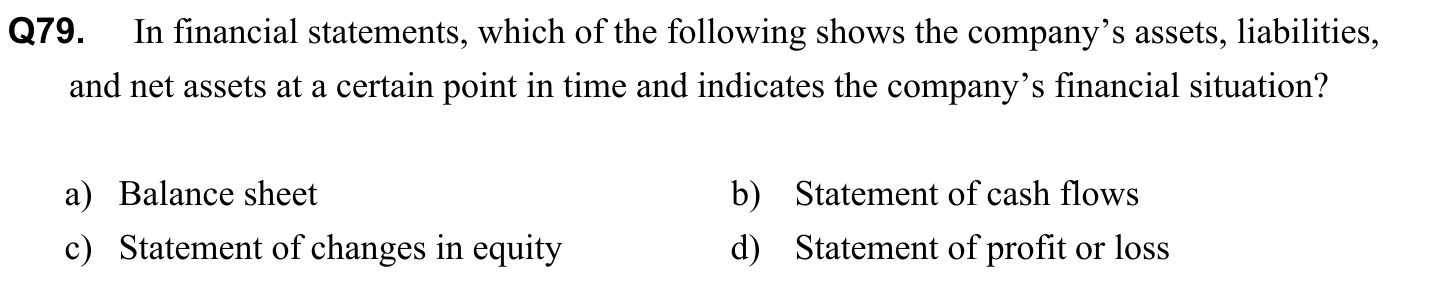 Q79. In financial statements, which of the following shows the company’s assets, liabilities,
and net assets at a certain point in time and indicates the company’s financial situation?
a) Balance sheet b) Statement of cash flows
c) Statement of changes in equity d) Statement of profit or loss